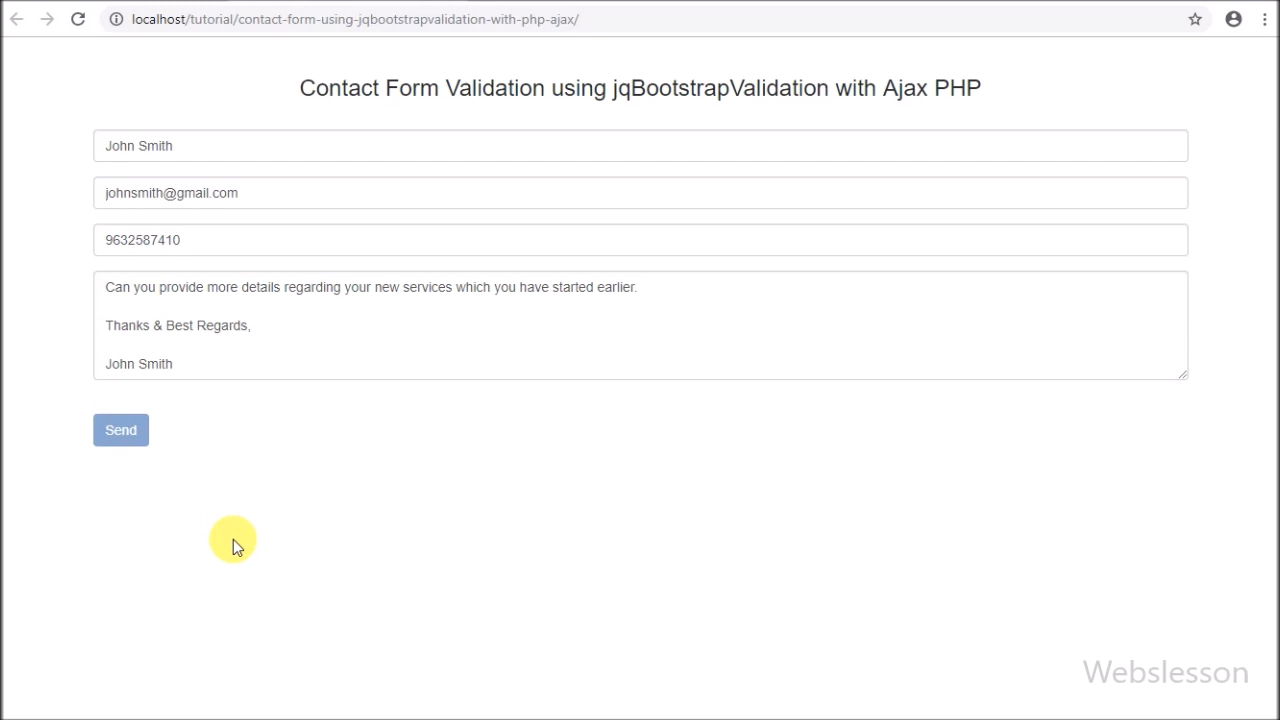 localhost/tutorial/contact-form-using-jqbootstrapvalidation-with-php-ajax/
Contact Form Validation using jqBootstrapValidation with Ajax PHP
John Smith
johnsmith@gmail.com
9632587410
Can you provide more details regarding your new services which you have started earlier.
Thanks & Best Regards,
John Smith
Send
Webslesson